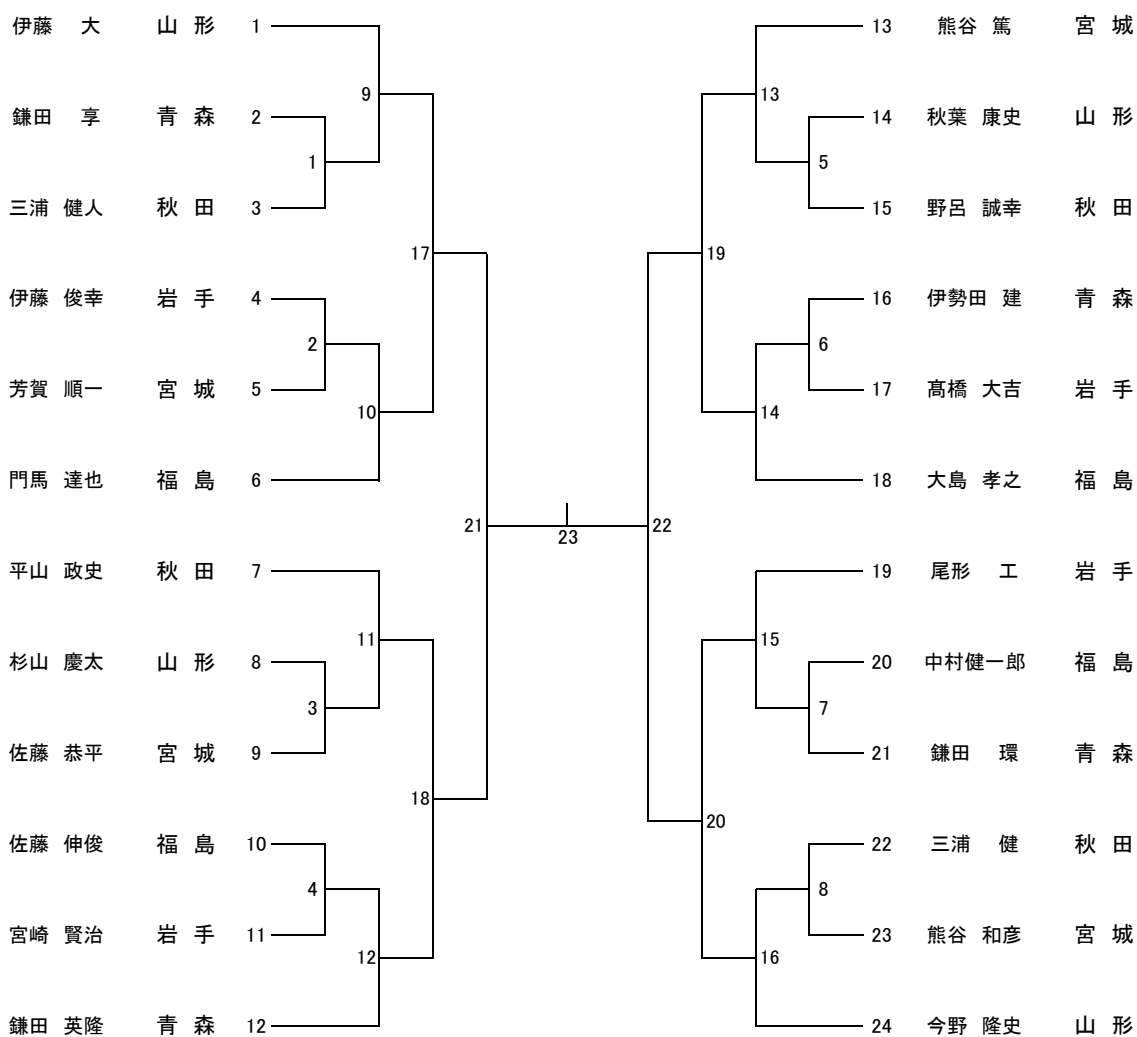 伊藤 大 山形 1
鎌田 享 青森 2
三浦 健人 秋田 3
伊藤 俊幸 岩手 4
芳賀 順一 宮城 5
門馬 達也 福島 6
平山 政史 秋田 7
杉山 慶太 山形 8
佐藤 恭平 宮城 9
佐藤 伸俊 福島 10
宮崎 賢治 岩手 11
鎌田 英隆 青森 12
9
1
17
2
10
21
11
3
18
4
12
23
13
5
19
6
14
22
15
7
20
8
16
13 熊谷 篤 宮城
14 秋葉 康史 山形
15 野呂 誠幸 秋田
16 伊勢田 建 青森
17 髙橋 大吉 岩手
18 大島 孝之 福島
19 尾形 工 岩手
20 中村健一郎 福島
21 鎌田 環 青森
22 三浦 健 秋田
23 熊谷 和彦 宮城
24 今野 隆史 山形